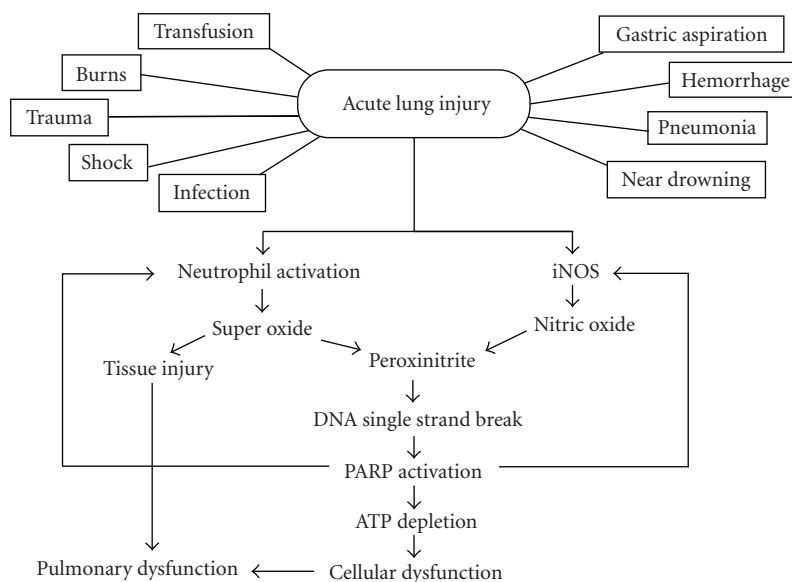 Transfusion
Burns
Trauma
Shock
Infection
Acute lung injury
Gastric aspiration
Hemorrhage
Pneumonia
Near drowning
Neutrophil activation
iNOS
Super oxide
Nitric oxide
Tissue injury
Peroxinitrite
DNA single strand break
PARP activation
ATP depletion
Pulmonary dysfunction
Cellular dysfunction